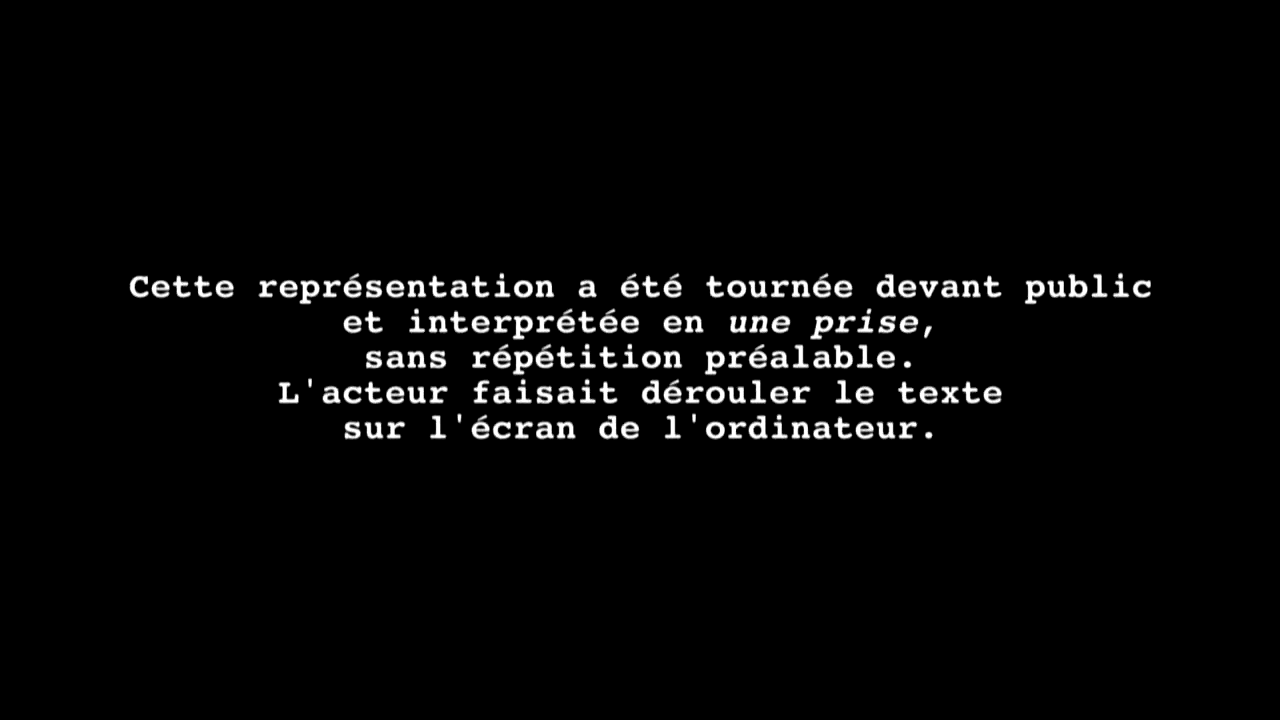 Cette représentation a été tournée devant public
et interprétée en une prise,
sans répétition préalable.
L'acteur faisait dérouler le texte
sur l'écran de l'ordinateur.